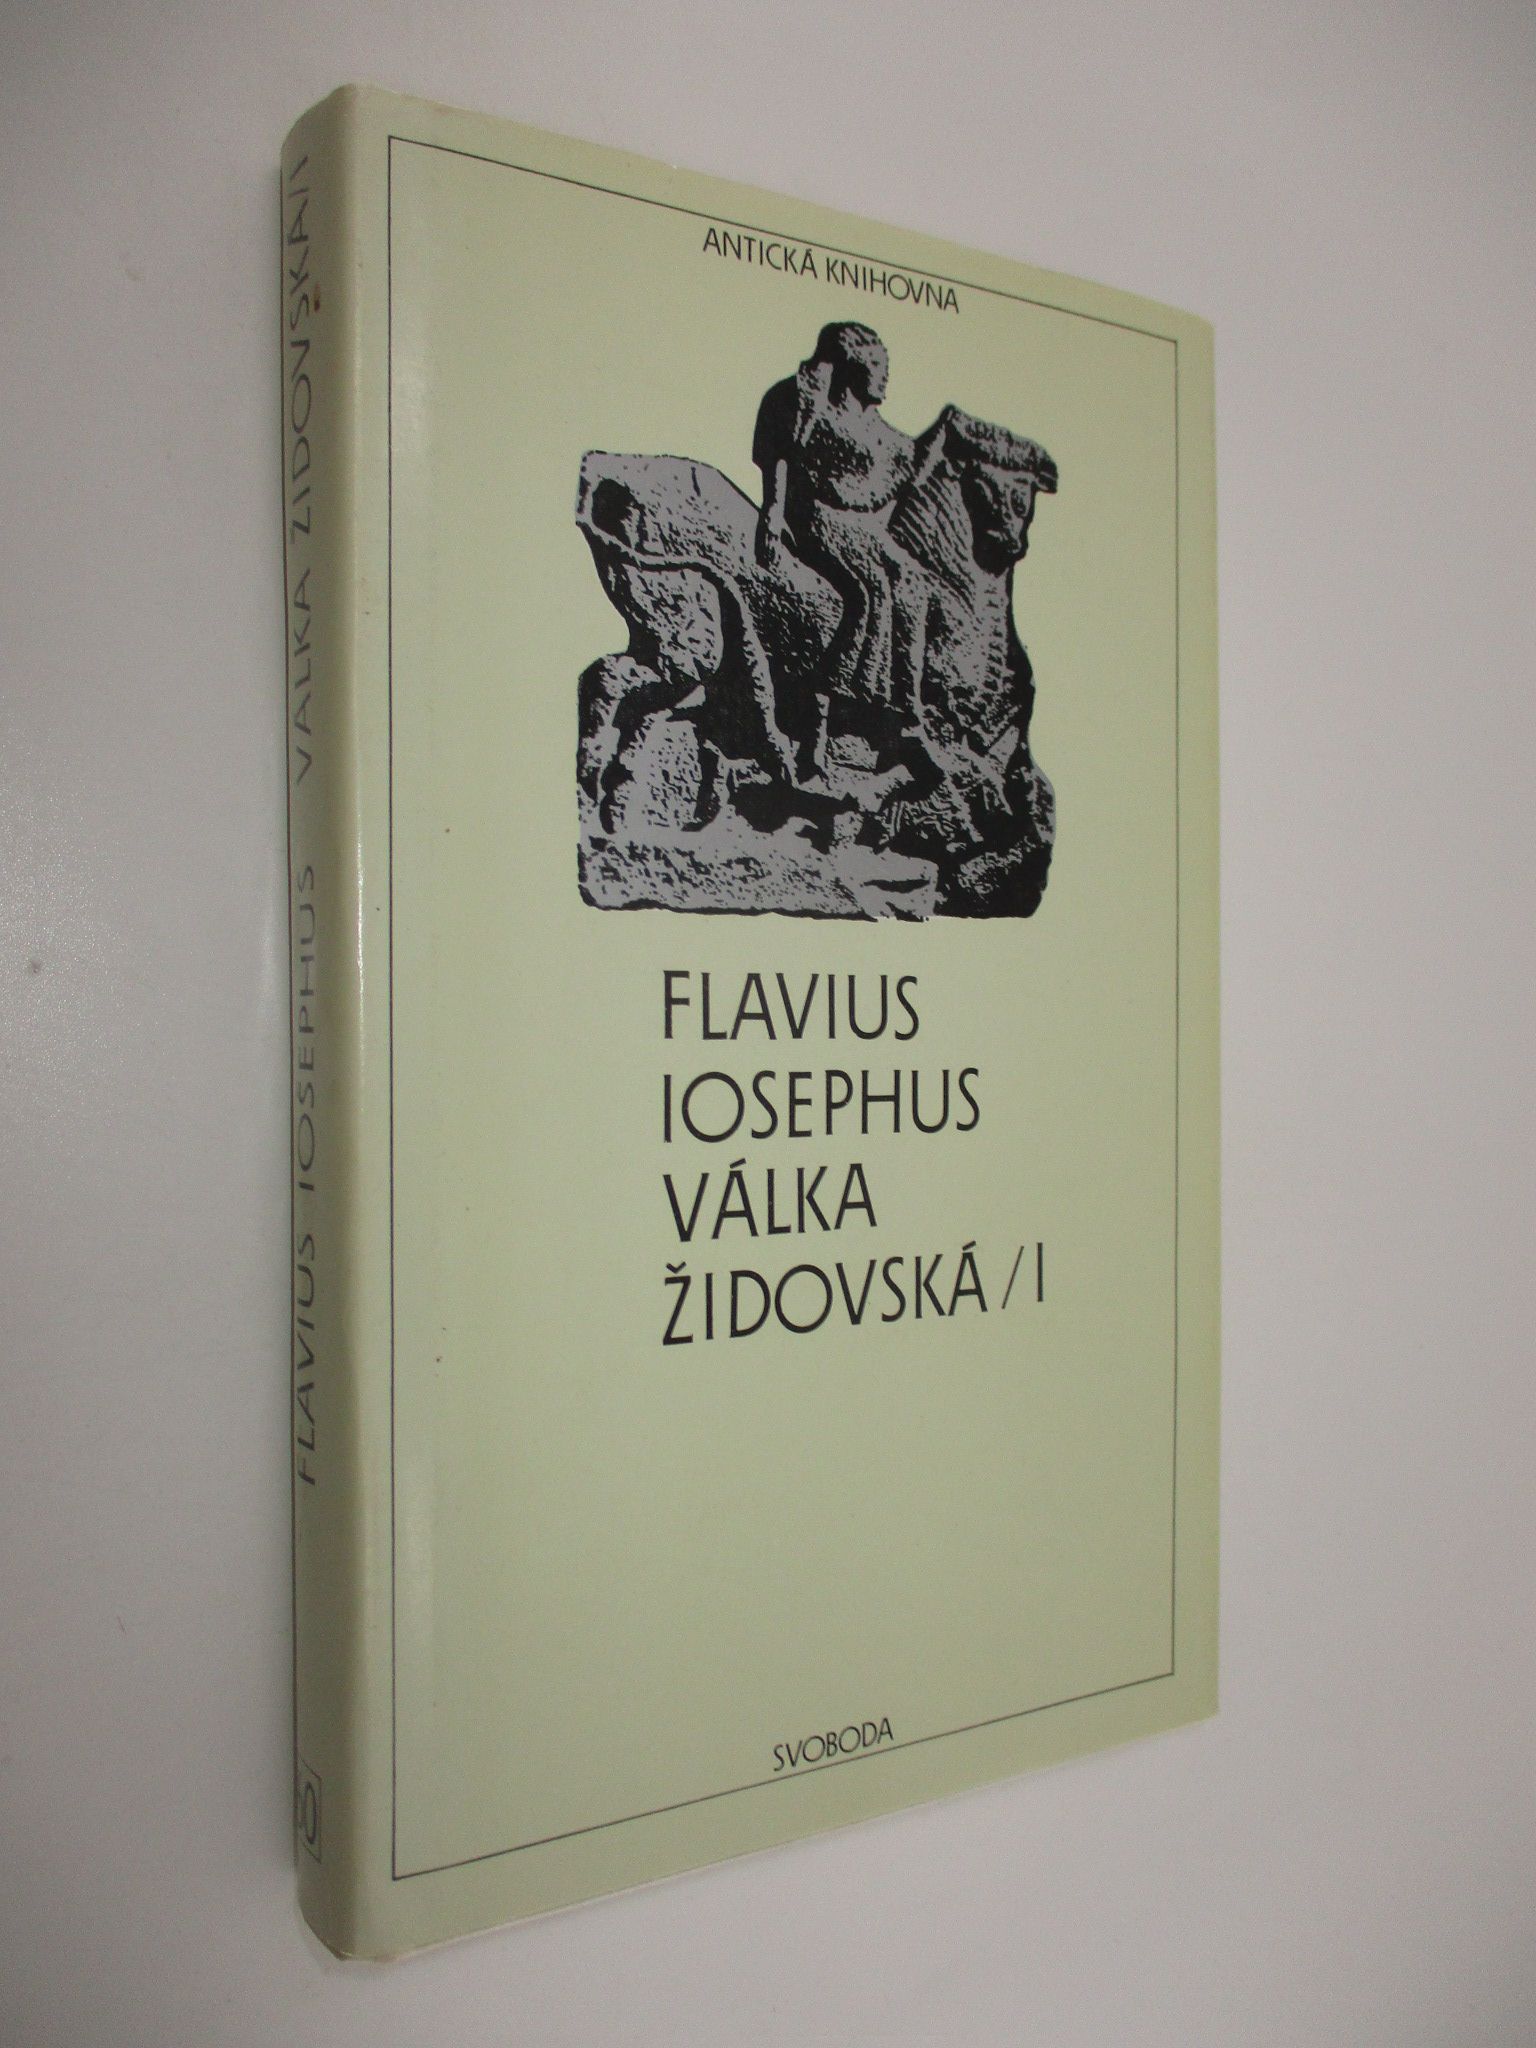 ANTICKÁ KNIHOVNA
FLAVIUS
IOSEPHUS
VÁLKA
ŽIDOVSKÁ / I
SVOBODA
FLAVIUS IOSEPHUS VÁLKA ŽIDOVSKÁ/I